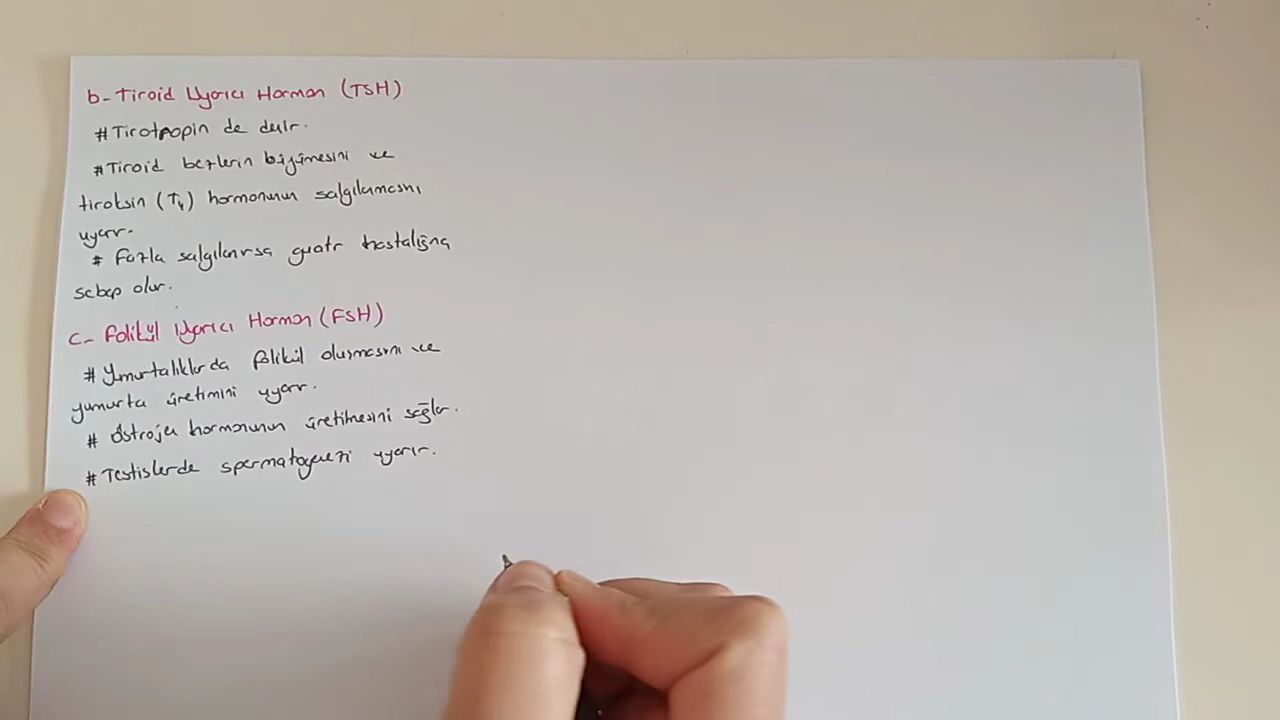 b- Tiroid Uyarıcı Hormon (TSH)
# Tirotropin de denir.
# Tiroid bezlerin büyümesini ve
tiroksin (T4) hormonunun salgılanmasını
uyarır.
# Fazla salgılanırsa guatr hastalığına
sebep olur.
c- Folikül Uyarıcı Hormon (FSH)
# Yumurtalıklarda folikül oluşmasını ve
yumurta üretimini uyarır.
# Östrojen hormonunun üretilmesini sağlar.
# Testislerde spermatogenezi uyarır.